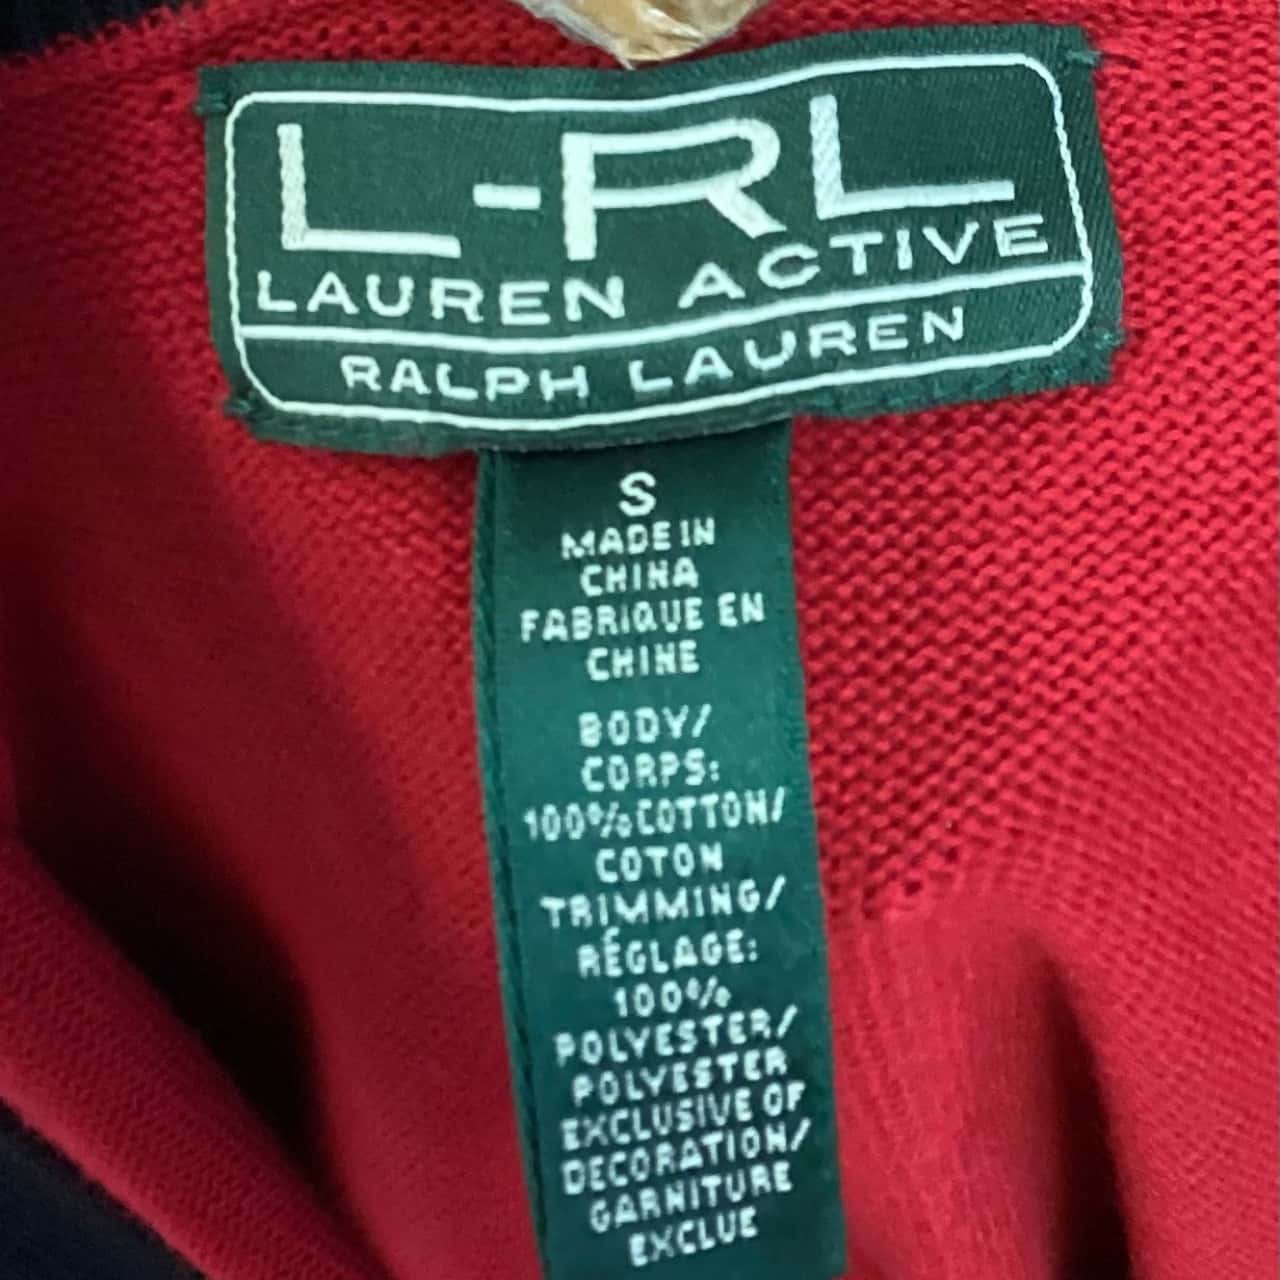 L-RL
LAUREN ACTIVE
RALPH LAUREN
S
MADE IN
CHINA
FABRIQUE EN
CHINE
BODY/
CORPS:
100% COTTON/
COTON
TRIMMING/
RÉGLAGE:
100%
POLYESTER/
POLYESTER
EXCLUSIVE OF
DECORATION/
GARNITURE
EXCLUE